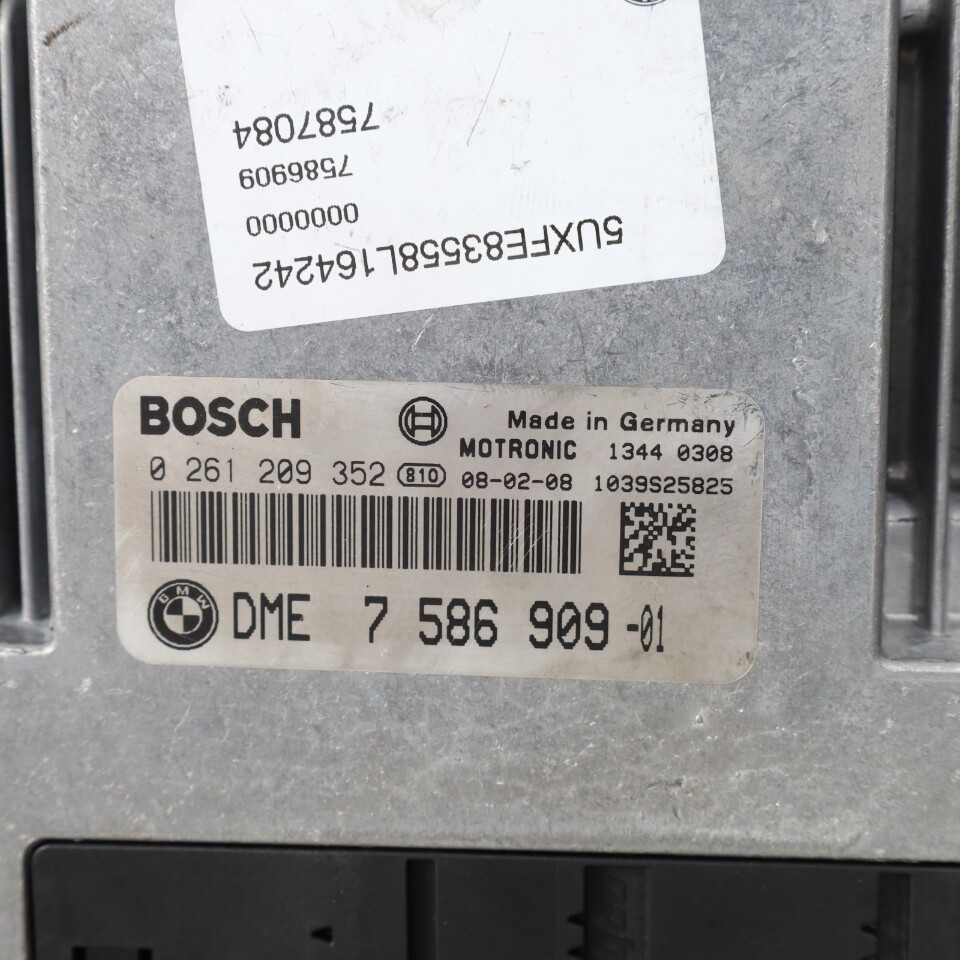 5UXFE83558L164242
0000000
7586909
7587084
BOSCH
Made in Germany
MOTRONIC 1344 0308
0 261 209 352 810 08-02-08 1039S25825
BMW DME 7 586 909-01